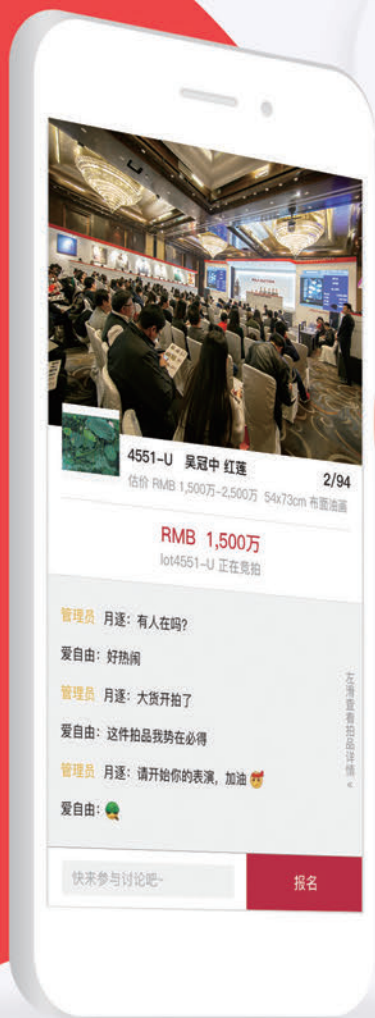 4551-U 吴冠中 红莲
2/94
估价 RMB 1,500万-2,500万 54x73cm 布面油画
RMB 1,500万
lot4551-U 正在竞拍
管理员 月逐：有人在吗?
爱自由：好热闹
管理员 月逐：大货开拍了
爱自由：这件拍品我势在必得
管理员 月逐：请开始你的表演，加油
爱自由：
左滑查看拍品详情 «
快来参与讨论吧~
报名